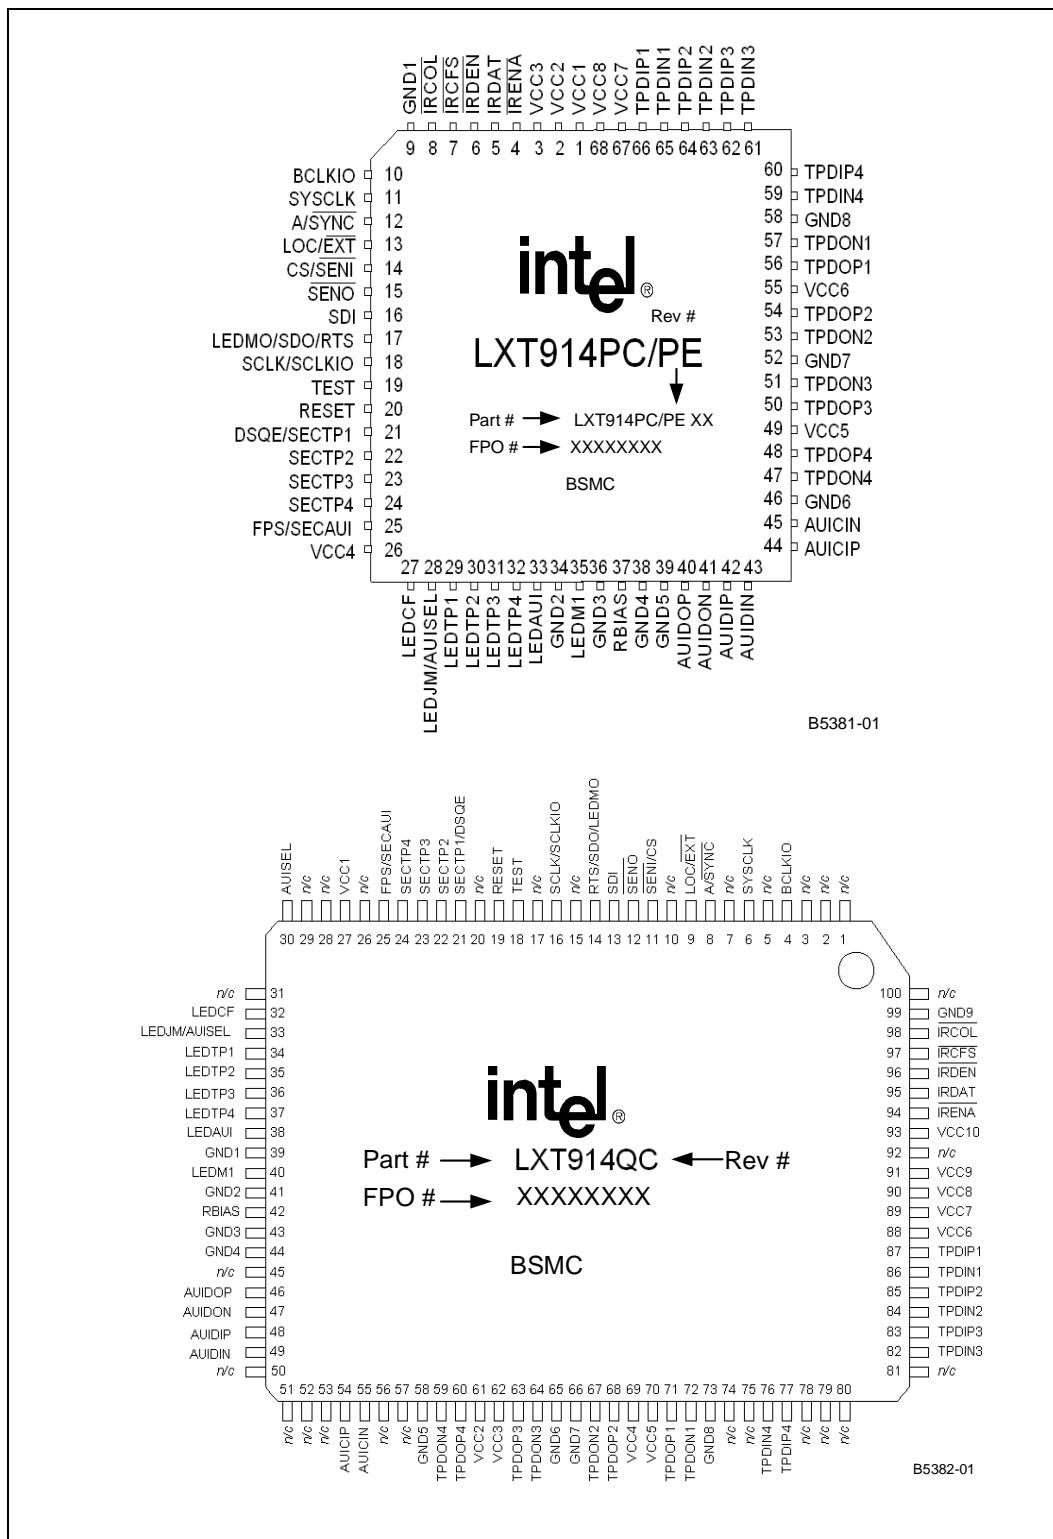 GND1
IRCOL
IRCFS
IRDEN
IRDAT
IRENA
VCC3
VCC2
VCC1
VCC8
VCC7
TPDIP1
TPDIN1
TPDIP2
TPDIN2
TPDIP3
TPDIN3
9 8 7 6 5 4 3 2 1 68 67 66 65 64 63 62 61
BCLKIO 10
SYSCLK 11
A/SYNC 12
LOC/EXT 13
CS/SENI 14
SENO 15
SDI 16
LEDMO/SDO/RTS 17
SCLK/SCLKIO 18
TEST 19
RESET 20
DSQE/SECTP1 21
SECTP2 22
SECTP3 23
SECTP4 24
FPS/SECAUI 25
VCC4 26
intel®
Rev #
LXT914PC/PE
Part # LXT914PC/PE XX
FPO # XXXXXXXX
BSMC
60 TPDIP4
59 TPDIN4
58 GND8
57 TPDON1
56 TPDOP1
55 VCC6
54 TPDOP2
53 TPDON2
52 GND7
51 TPDON3
50 TPDOP3
49 VCC5
48 TPDOP4
47 TPDON4
46 GND6
45 AUICIN
44 AUICIP
27 28 29 30 31 32 33 34 35 36 37 38 39 40 41 42 43
LEDCF
LEDJM/AUISEL
LEDTP1
LEDTP2
LEDTP3
LEDTP4
LEDAUI
GND2
LEDM1
GND3
RBIAS
GND4
GND5
AUIDOP
AUIDON
AUIDIP
AUIDIN
B5381-01
AUISEL
n/c
n/c
VCC1
n/c
FPS/SECAUI
SECTP4
SECTP3
SECTP2
SECTP1/DSQE
n/c
RESET
TEST
n/c
SCLK/SCLKIO
n/c
RTS/SDO/LEDMO
SDI
SENO
SENI/CS
n/c
LOC/EXT
A/SYNC
n/c
SYSCLK
n/c
BCLKIO
n/c
n/c
n/c
30 29 28 27 26 25 24 23 22 21 20 19 18 17 16 15 14 13 12 11 10 9 8 7 6 5 4 3 2 1
n/c 31
LEDCF 32
LEDJM/AUISEL 33
LEDTP1 34
LEDTP2 35
LEDTP3 36
LEDTP4 37
LEDAUI 38
GND1 39
LEDM1 40
GND2 41
RBIAS 42
GND3 43
GND4 44
n/c 45
AUIDOP 46
AUIDON 47
AUIDIP 48
AUIDIN 49
n/c 50
intel®
Part # LXT914QC Rev #
FPO # XXXXXXXX
BSMC
100 n/c
99 GND9
98 IRCOL
97 IRCFS
96 IRDEN
95 IRDAT
94 IRENA
93 VCC10
92 n/c
91 VCC9
90 VCC8
89 VCC7
88 VCC6
87 TPDIP1
86 TPDIN1
85 TPDIP2
84 TPDIN2
83 TPDIP3
82 TPDIN3
81 n/c
51 52 53 54 55 56 57 58 59 60 61 62 63 64 65 66 67 68 69 70 71 72 73 74 75 76 77 78 79 80
n/c
n/c
n/c
AUICIP
AUICIN
n/c
n/c
GND5
TPDON4
TPDOP4
VCC2
VCC3
TPDOP3
TPDON3
GND6
GND7
TPDON2
TPDOP2
VCC4
VCC5
TPDOP1
TPDON1
GND8
n/c
n/c
TPDIN4
TPDIP4
n/c
n/c
n/c
B5382-01